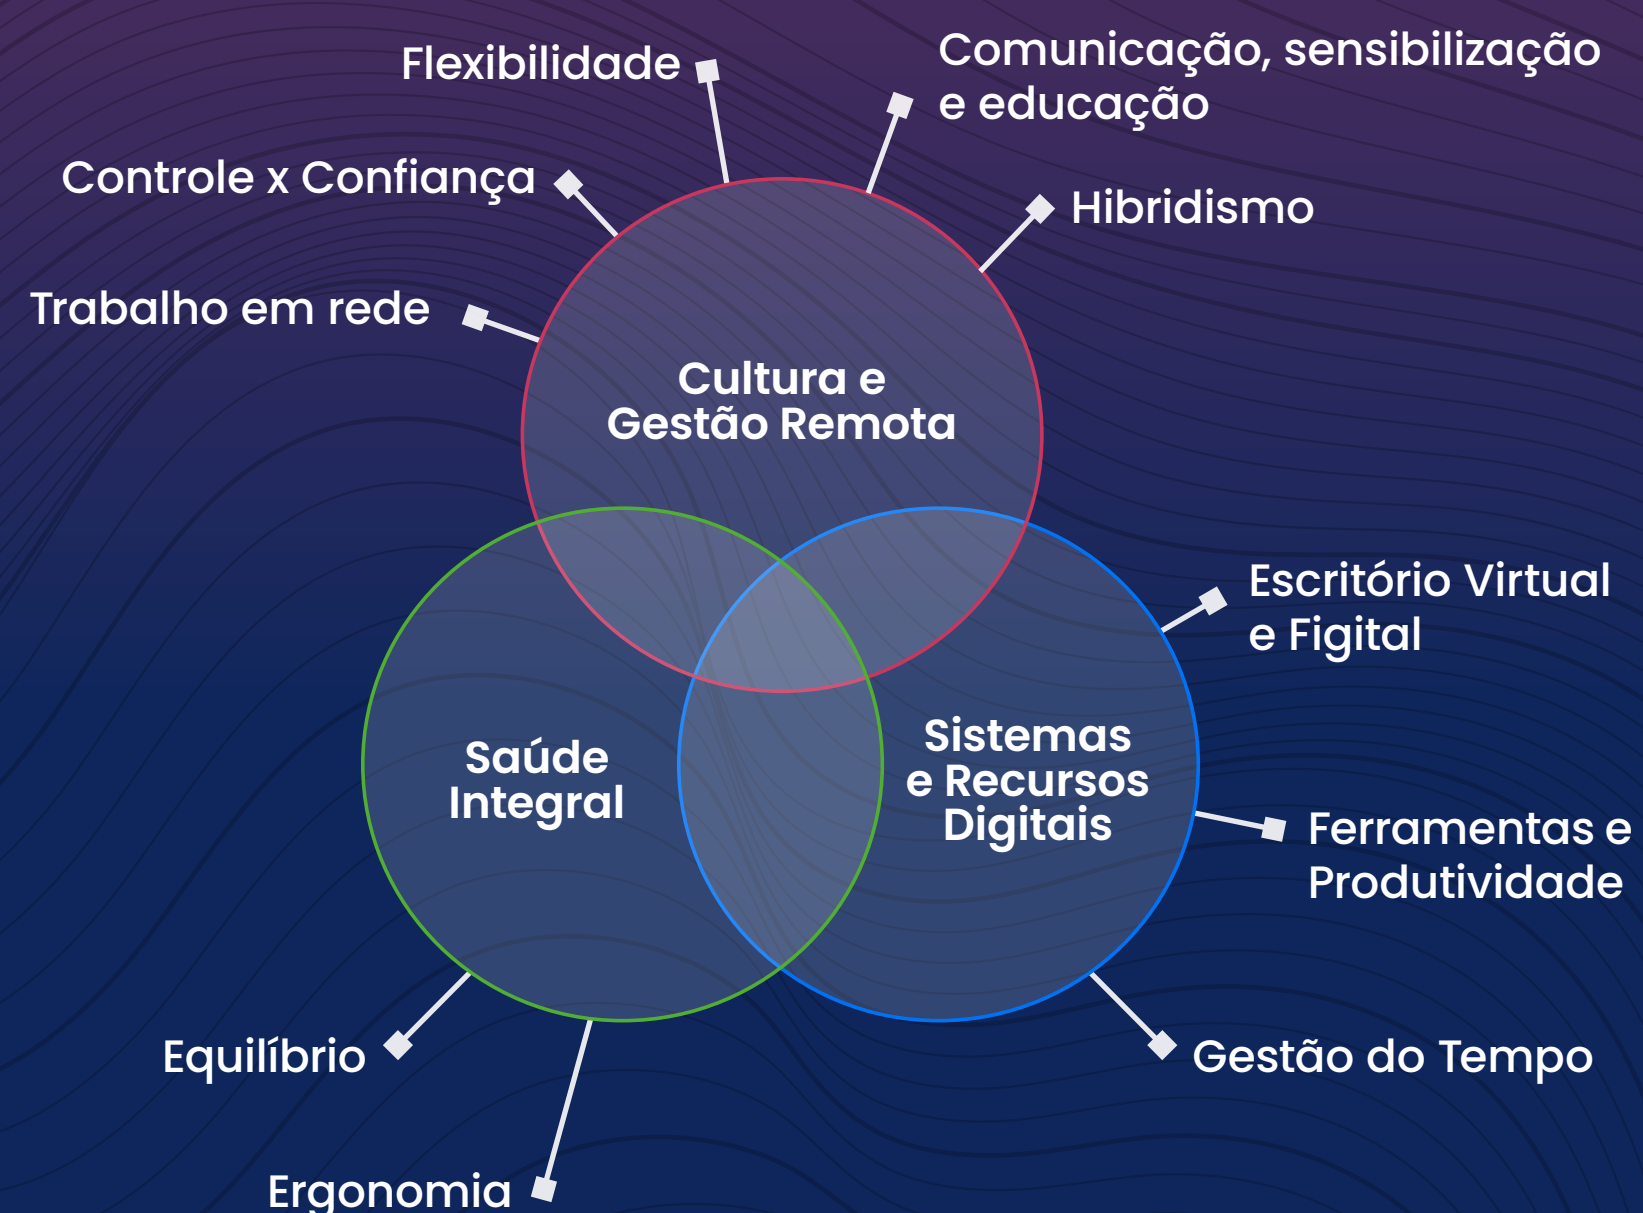 Flexibilidade
Comunicação, sensibilização
e educação
Controle x Confiança
Hibridismo
Trabalho em rede
Cultura e
Gestão Remota
Escritório Virtual
e Figital
Saúde
Integral
Sistemas
e Recursos
Digitais
Ferramentas e
Produtividade
Equilíbrio
Gestão do Tempo
Ergonomia